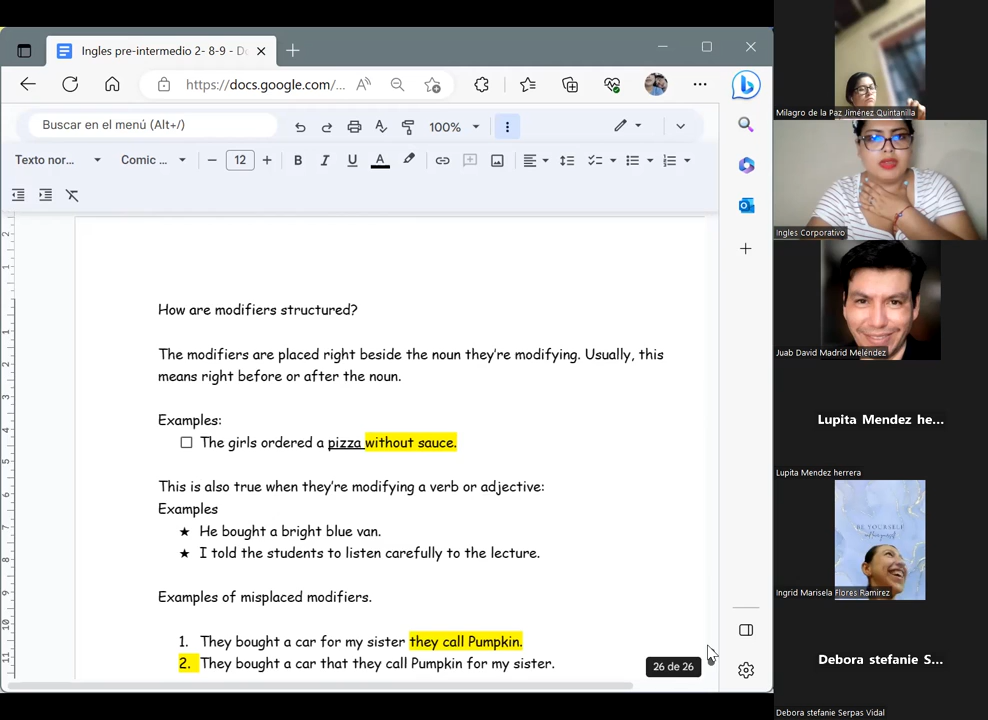 Ingles pre-intermedio 2- 8-9 - D
https://docs.google.com/...
Buscar en el menú (Alt+/)
100%
Texto nor...
Comic ...
12
B I U A
How are modifiers structured?
The modifiers are placed right beside the noun they're modifying. Usually, this
means right before or after the noun.
Examples:
The girls ordered a pizza without sauce.
This is also true when they're modifying a verb or adjective:
Examples
★ He bought a bright blue van.
★ I told the students to listen carefully to the lecture.
Examples of misplaced modifiers.
1. They bought a car for my sister they call Pumpkin.
2. They bought a car that they call Pumpkin for my sister.
26 de 26
Milagro de la Paz Jiménez Quintanilla
Ingles Corporativo
Juab David Madrid Meléndez
Lupita Mendez he...
Lupita Mendez herrera
BE YOURSELF
Ingrid Marisela Flores Ramirez
Debora stefanie S...
Debora stefanie Serpas Vidal